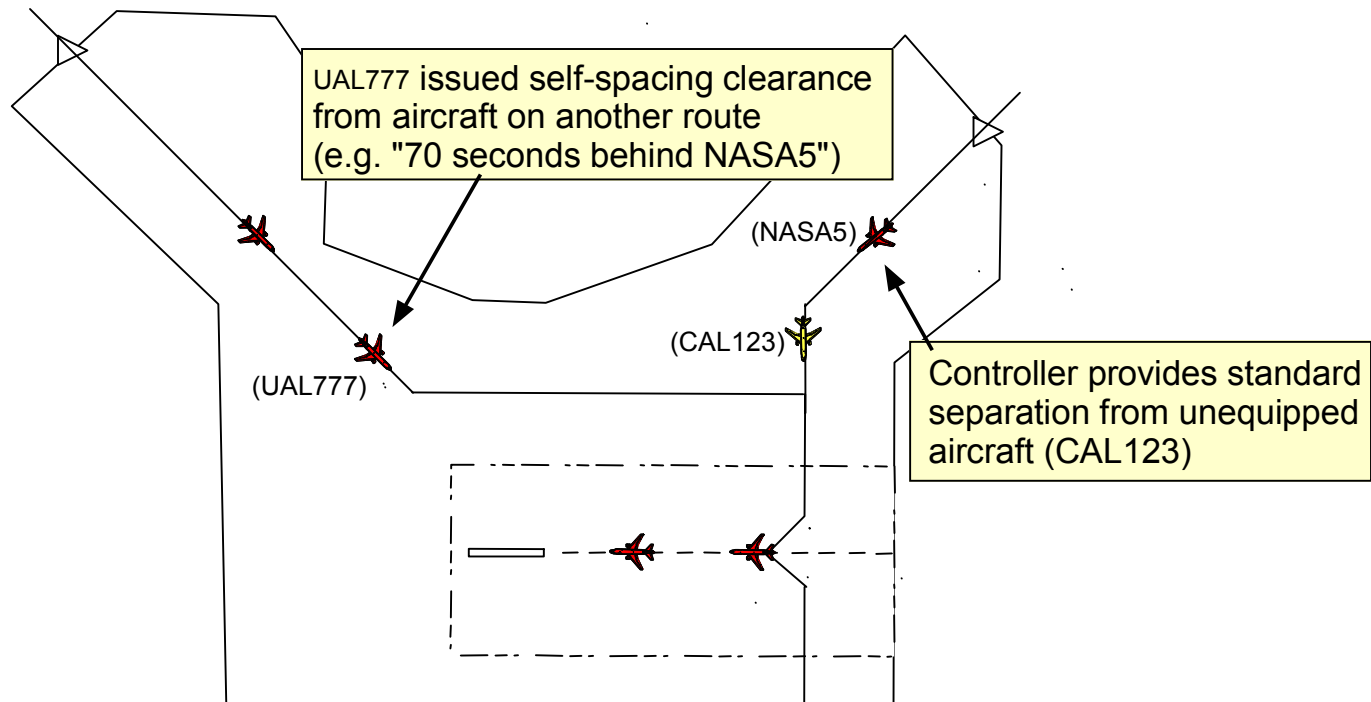 UAL777 issued self-spacing clearance
from aircraft on another route
(e.g. "70 seconds behind NASA5")
(NASA5)
(CAL123)
(UAL777)
Controller provides standard
separation from unequipped
aircraft (CAL123)